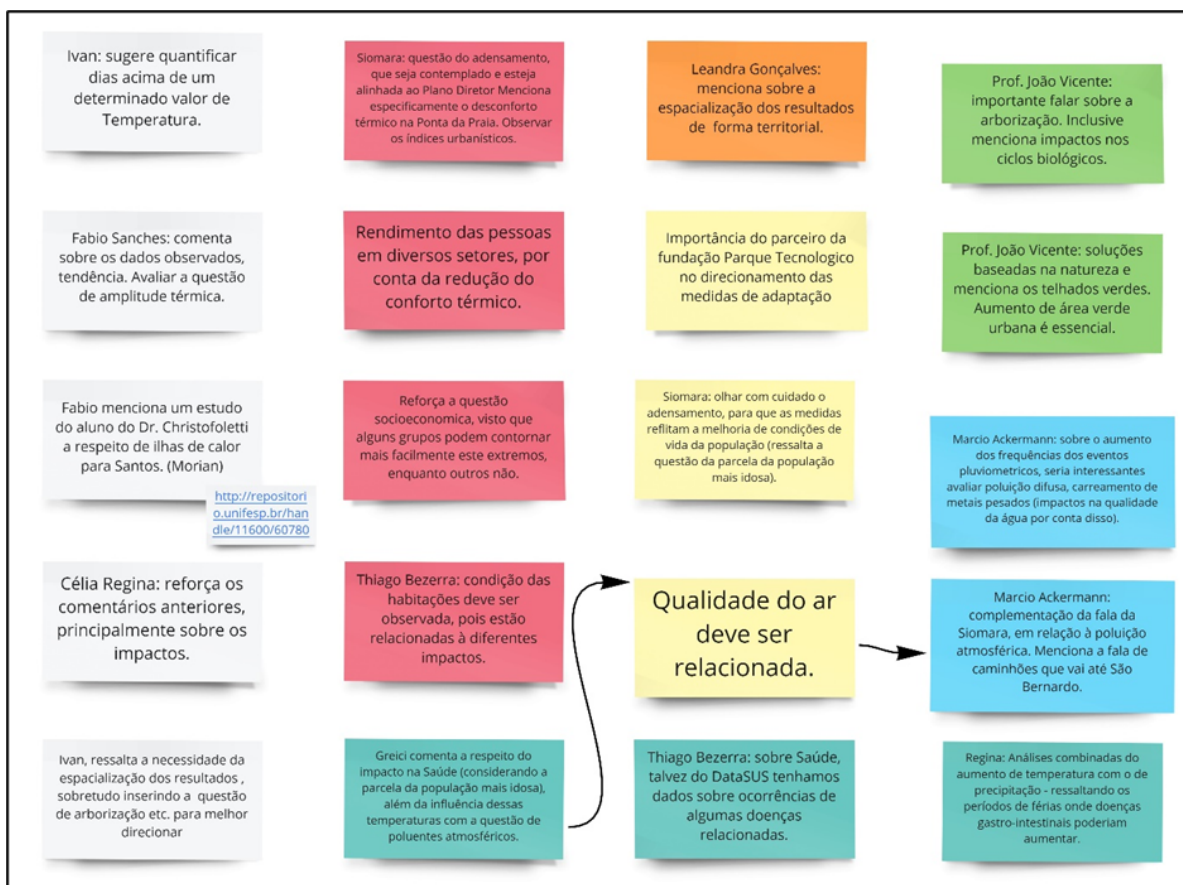 Ivan: sugere quantificar
dias acima de um
determinado valor de
Temperatura.
Siomara: questão do adensamento,
que seja contemplado e esteja
alinhada ao Plano Diretor Menciona
especificamente o desconforto
térmico na Ponta da Praia. Observar
os índices urbanísticos.
Leandra Gonçalves:
menciona sobre a
espacialização dos resultados
de forma territorial.
Prof. João Vicente:
importante falar sobre a
arborização. Inclusive
menciona impactos nos
ciclos biológicos.
Fabio Sanches: comenta
sobre os dados observados,
tendência. Avaliar a questão
de amplitude térmica.
Rendimento das pessoas
em diversos setores, por
conta da redução do
conforto térmico.
Importância do parceiro da
fundação Parque Tecnologico
no direcionamento das
medidas de adaptação
Prof. João Vicente: soluções
baseadas na natureza e
menciona os telhados verdes.
Aumento de área verde
urbana é essencial.
Fabio menciona um estudo
do aluno do Dr. Christofoletti
a respeito de ilhas de calor
para Santos. (Morian)
http://repositori
o.unifesp.br/han
dle/11600/60780
Reforça a questão
socioeconomica, visto que
alguns grupos podem contornar
mais facilmente este extremos,
enquanto outros não.
Siomara: olhar com cuidado o
adensamento, para que as medidas
reflitam a melhoria de condições de
vida da população (ressalta a
questão da parcela da população
mais idosa).
Marcio Ackermann: sobre o aumento
dos frequências dos eventos
pluviometricos, seria interessantes
avaliar poluição difusa, carreamento de
metais pesados (impactos na qualidade
da água por conta disso).
Célia Regina: reforça os
comentários anteriores,
principalmente sobre os
impactos.
Thiago Bezerra: condição das
habitações deve ser
observada, pois estão
relacionadas à diferentes
impactos.
Qualidade do ar
deve ser
relacionada.
Marcio Ackermann:
complementação da fala da
Siomara, em relação à poluição
atmosférica. Menciona a fala de
caminhões que vai até São
Bernardo.
Ivan, ressalta a necessidade da
espacialização dos resultados ,
sobretudo inserindo a questão
de arborização etc. para melhor
direcionar
Greici comenta a respeito do
impacto na Saúde (considerando a
parcela da população mais idosa),
além da influência dessas
temperaturas com a questão de
poluentes atmosféricos.
Thiago Bezerra: sobre Saúde,
talvez do DataSUS tenhamos
dados sobre ocorrências de
algumas doenças
relacionadas.
Regina: Análises combinadas do
aumento de temperatura com o de
precipitação - ressaltando os
períodos de férias onde doenças
gastro-intestinais poderiam
aumentar.